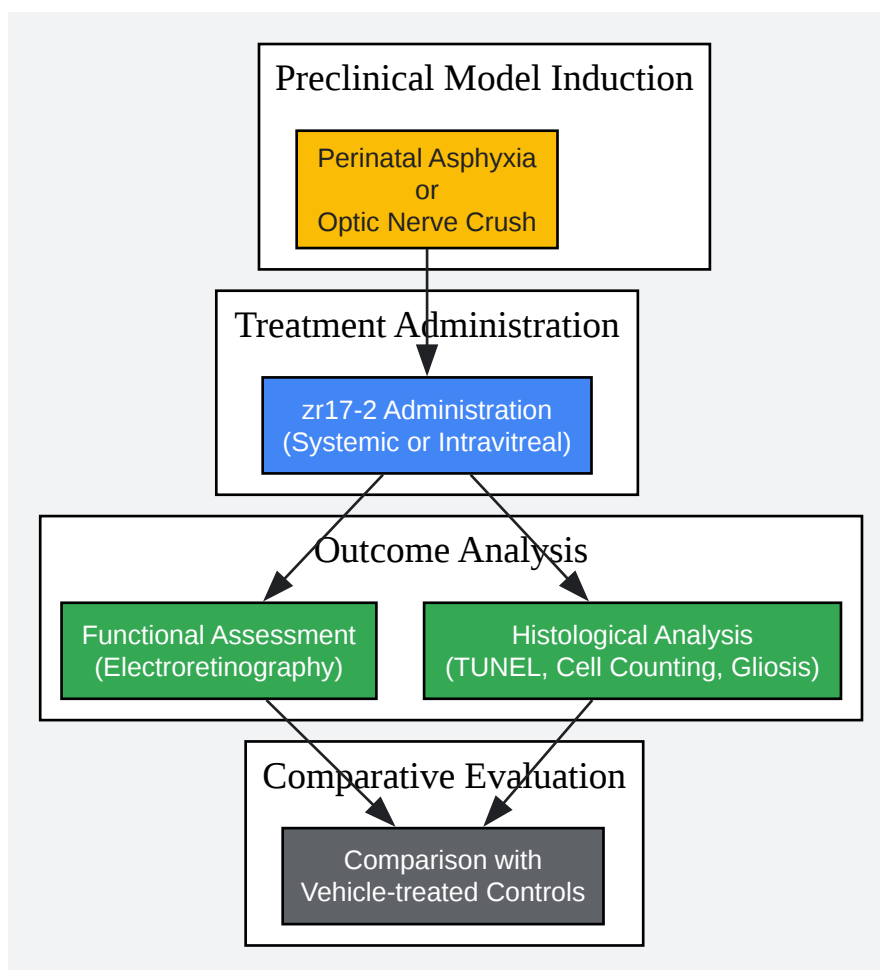 Preclinical Model Induction
Perinatal Asphyxia
or
Optic Nerve Crush
Treatment Administration
zr17-2 Administration
(Systemic or Intravitreal)
Outcome Analysis
Functional Assessment
(Electroretinography)
Histological Analysis
(TUNEL, Cell Counting, Gliosis)
Comparative Evaluation
Comparison with
Vehicle-treated Controls